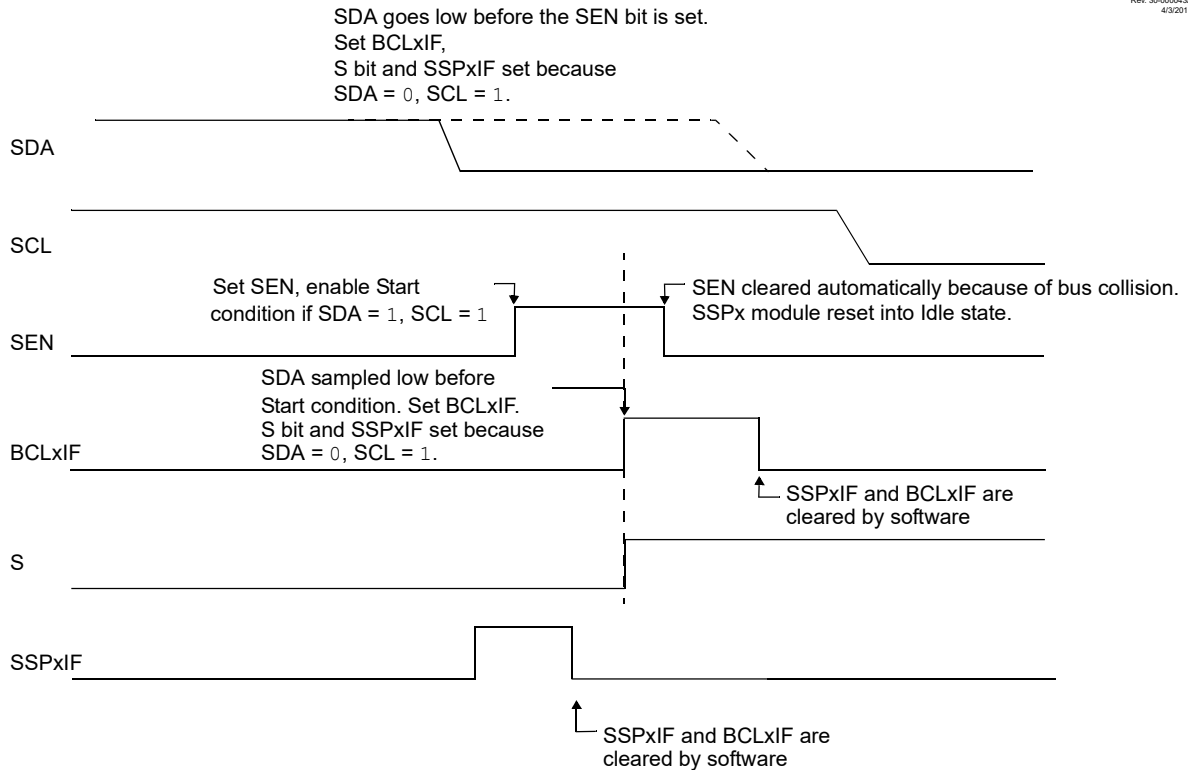 4/3/201
SDA goes low before the SEN bit is set.
Set BCLxIF,
S bit and SSPxIF set because
SDA = 0, SCL = 1.
SDA
SCL
Set SEN, enable Start
condition if SDA = 1, SCL = 1
SEN cleared automatically because of bus collision.
SSPx module reset into Idle state.
SEN
SDA sampled low before
Start condition. Set BCLxIF.
S bit and SSPxIF set because
SDA = 0, SCL = 1.
BCLxIF
SSPxIF and BCLxIF are
cleared by software
S
SSPxIF
SSPxIF and BCLxIF are
cleared by software